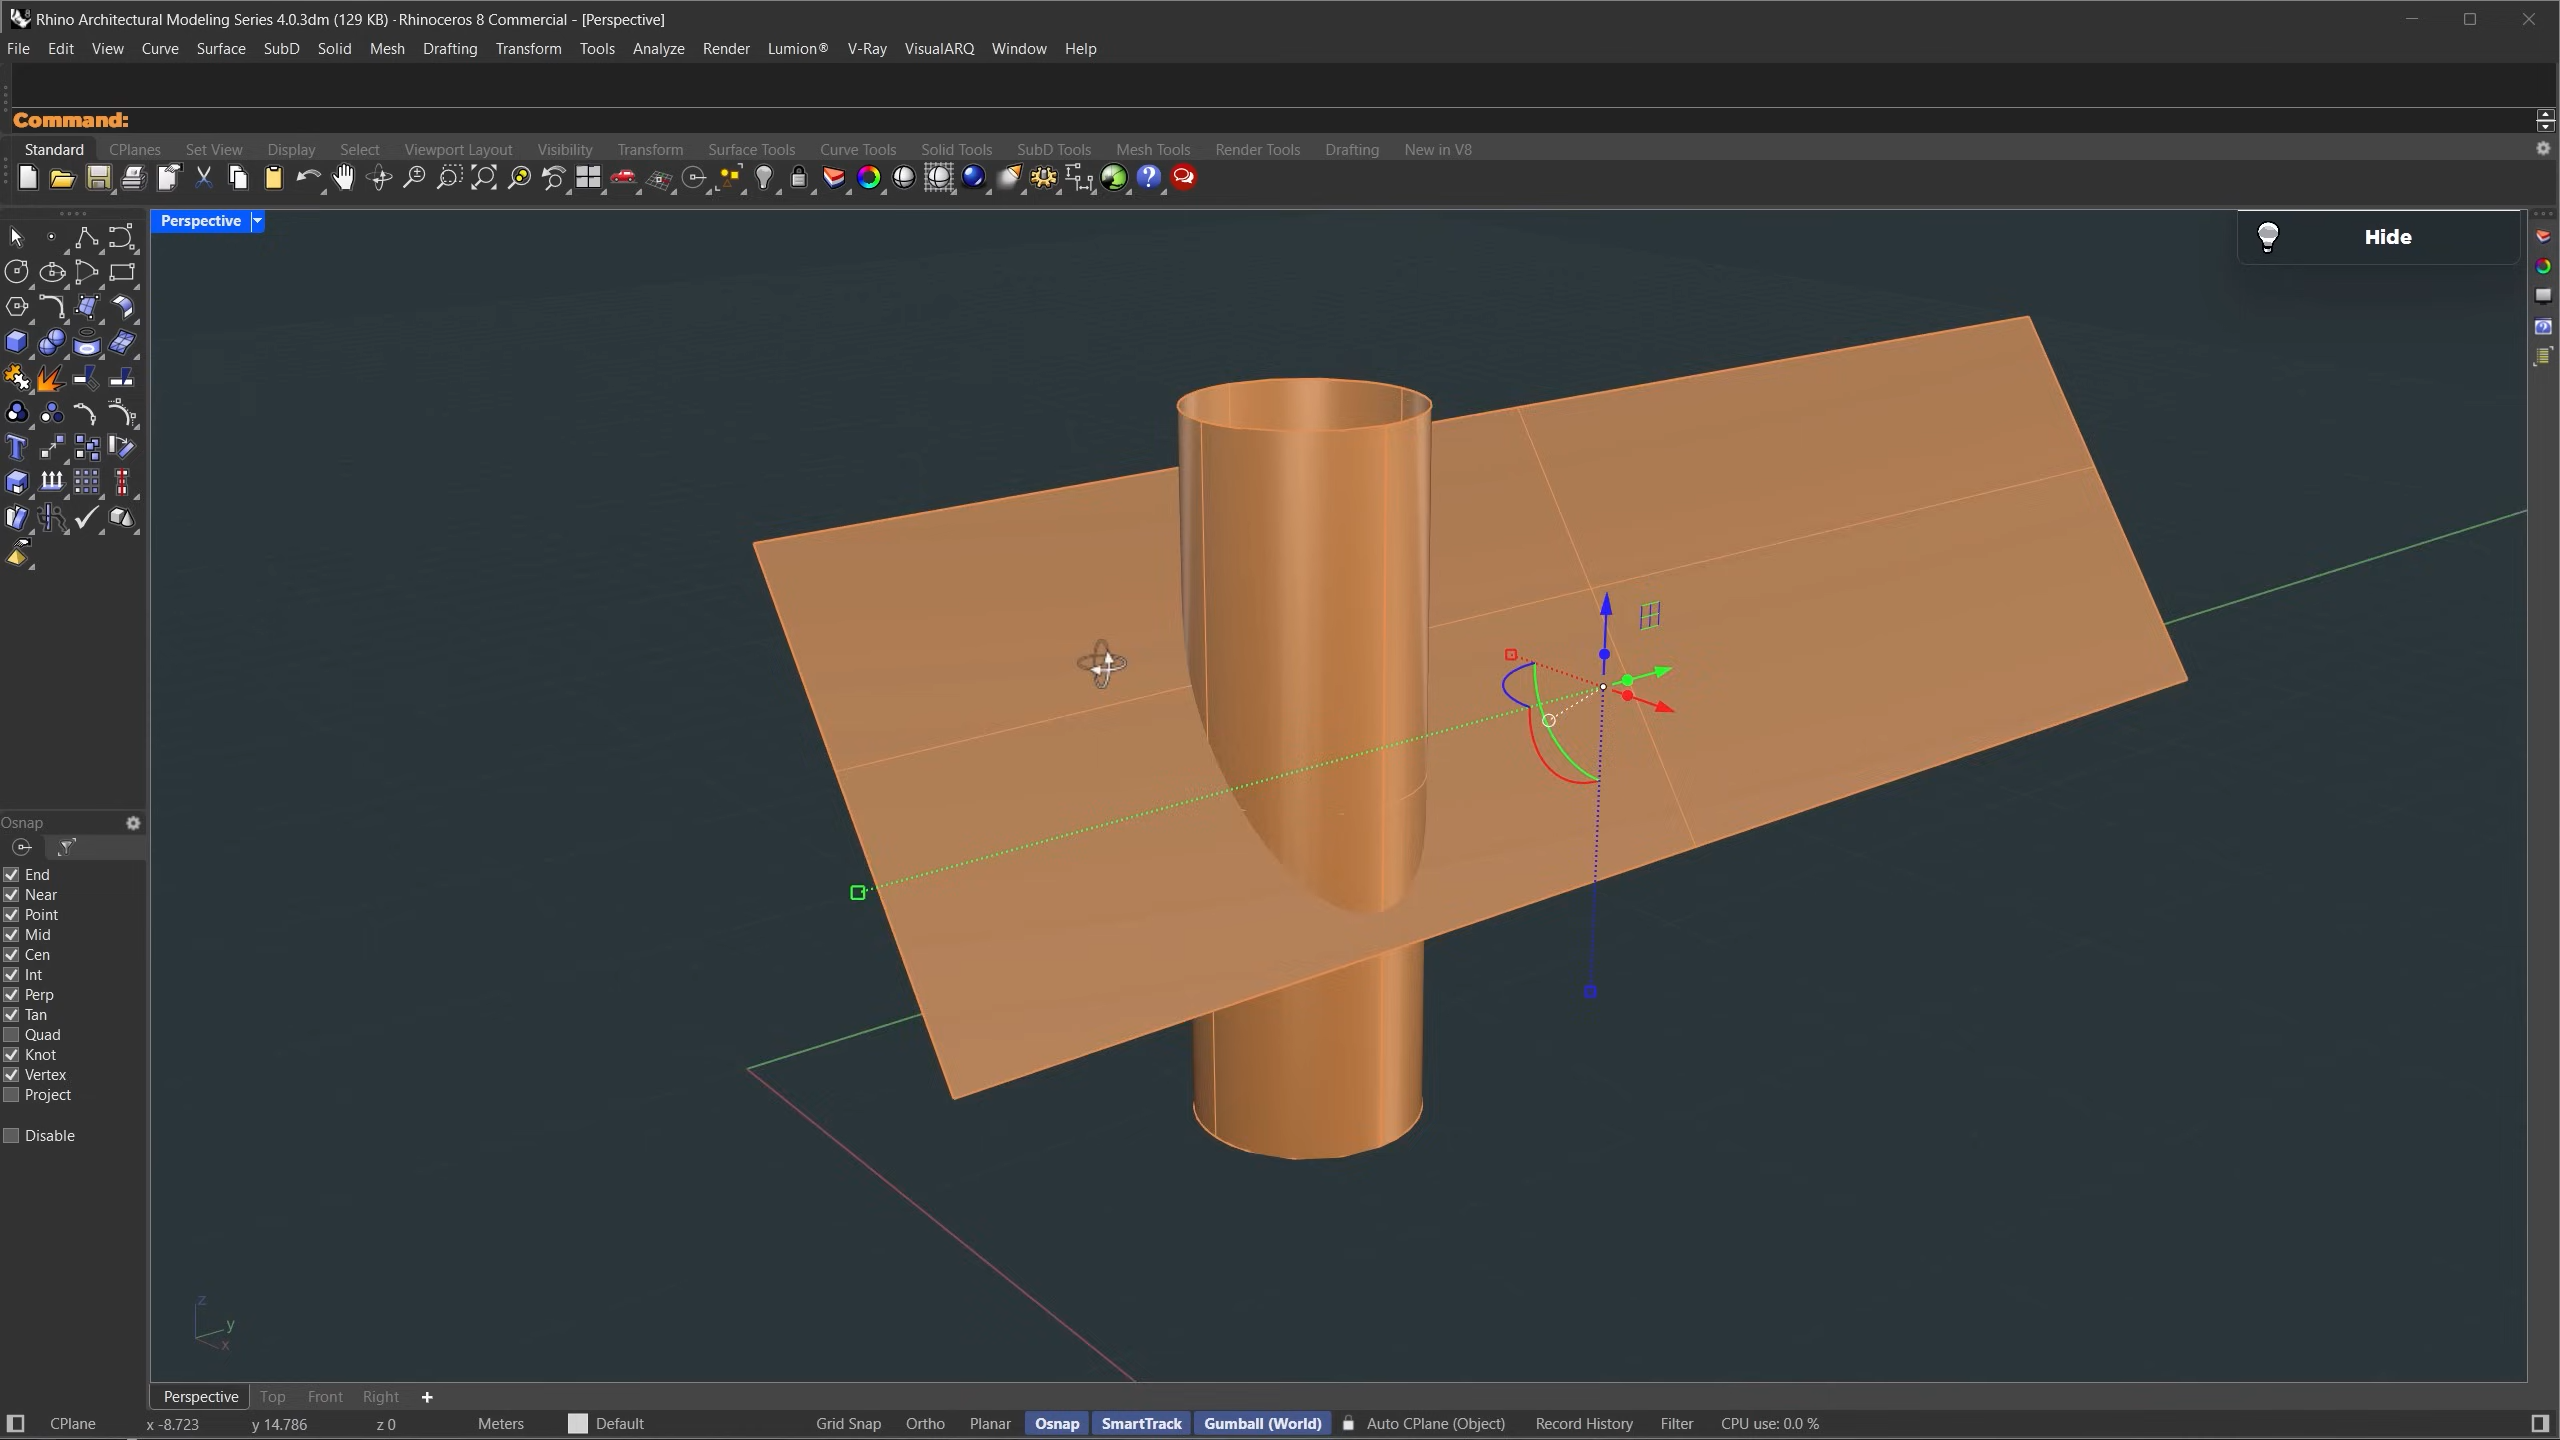 Rhino Architectural Modeling Series 4.0.3dm (129 KB) - Rhinoceros 8 Commercial - [Perspective]
File Edit View Curve Surface SubD Solid Mesh Drafting Transform Tools Analyze Render Lumion® V-Ray VisualARQ Window Help
Command:
Standard CPlanes Set View Display Select Viewport Layout Visibility Transform Surface Tools Curve Tools Solid Tools SubD Tools Mesh Tools Render Tools Drafting New in V8
Perspective
Hide
Osnap
End
Near
Point
Mid
Cen
Int
Perp
Tan
Quad
Knot
Vertex
Project
Disable
z
y
x
Perspective Top Front Right
CPlane x -8.723 y 14.786 z 0 Meters Default Grid Snap Ortho Planar Osnap SmartTrack Gumball (World) Auto CPlane (Object) Record History Filter CPU use: 0.0 %